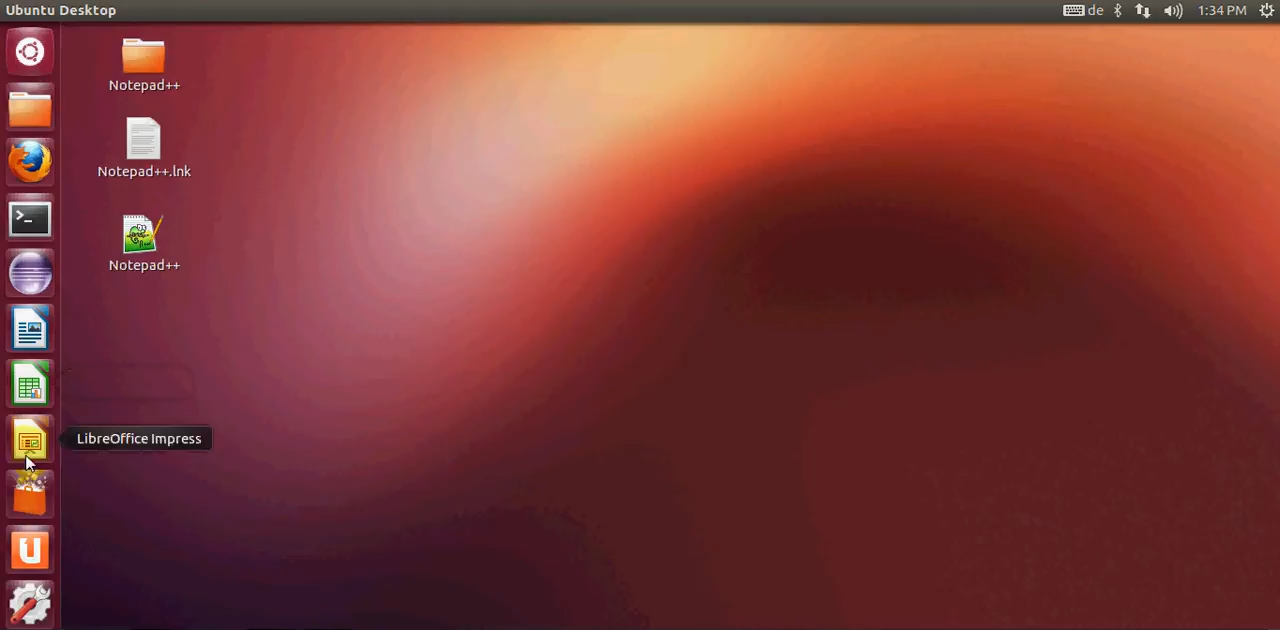 Ubuntu Desktop
de
1:34 PM
Notepad++
Notepad++.lnk
Notepad++
LibreOffice Impress